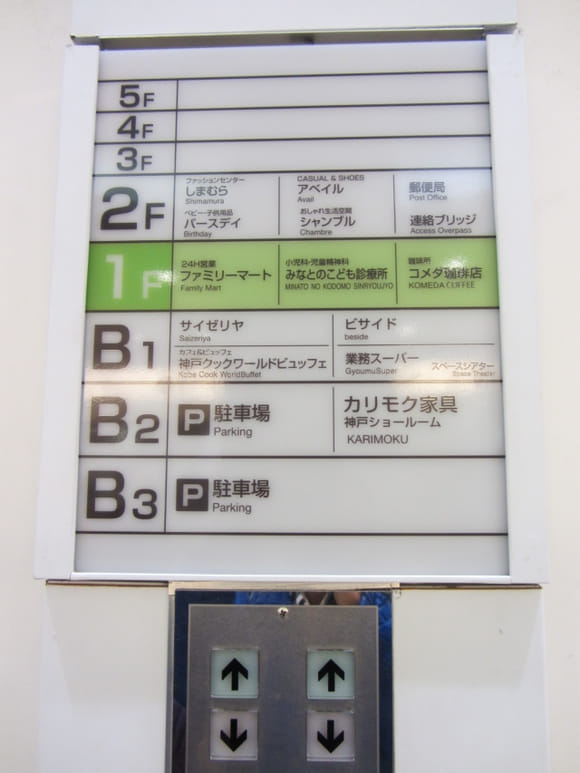 5F
4F
3F
2F
ファッションセンター
しまむら
Shimamura
CASUAL & SHOES
アベイル
Avail
郵便局
Post Office
ベビー・子供用品
バースデイ
Birthday
おしゃれ生活空間
シャンブル
Chambre
連絡ブリッジ
Access Overpass
1F
24H営業
ファミリーマート
Family Mart
小児科・児童精神科
みなとのこども診療所
MINATO NO KODOMO SINRYOUJYO
珈琲所
コメダ珈琲店
KOMEDA COFFEE
B1
サイゼリヤ
Saizeriya
ビサイド
beside
カフェ&ビュッフェ
神戸クックワールドビュッフェ
Kobe Cook WorldBuffet
業務スーパー
GyoumuSuper
スペースシアター
Space Theater
B2
P 駐車場
Parking
カリモク家具
神戸ショールーム
KARIMOKU
B3
P 駐車場
Parking